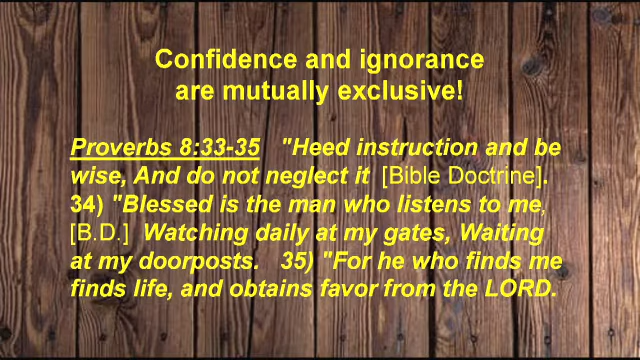 Confidence and ignorance
are mutually exclusive!
Proverbs 8:33-35 "Heed instruction and be
wise, And do not neglect it [Bible Doctrine].
34) "Blessed is the man who listens to me,
[B.D.] Watching daily at my gates, Waiting
at my doorposts. 35) "For he who finds me
finds life, and obtains favor from the LORD.